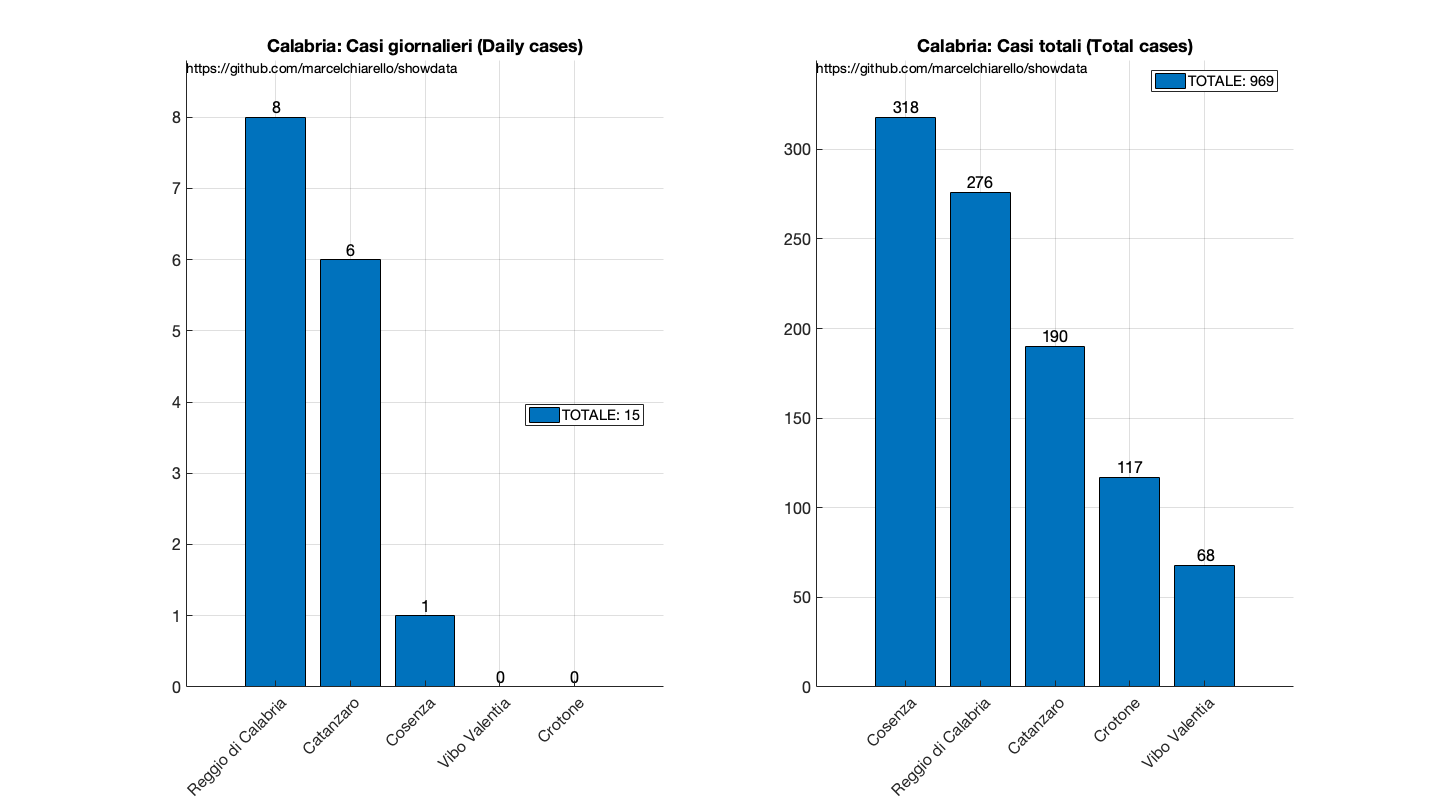 Calabria: Casi giornalieri (Daily cases)
https://github.com/marcelchiarello/showdata
8
7
6
5
4
3
2
1
0
8
6
1
0
0
TOTALE: 15
Reggio di Calabria
Catanzaro
Cosenza
Vibo Valentia
Crotone
Calabria: Casi totali (Total cases)
https://github.com/marcelchiarello/showdata
TOTALE: 969
300
250
200
150
100
50
0
318
276
190
117
68
Cosenza
Reggio di Calabria
Catanzaro
Crotone
Vibo Valentia